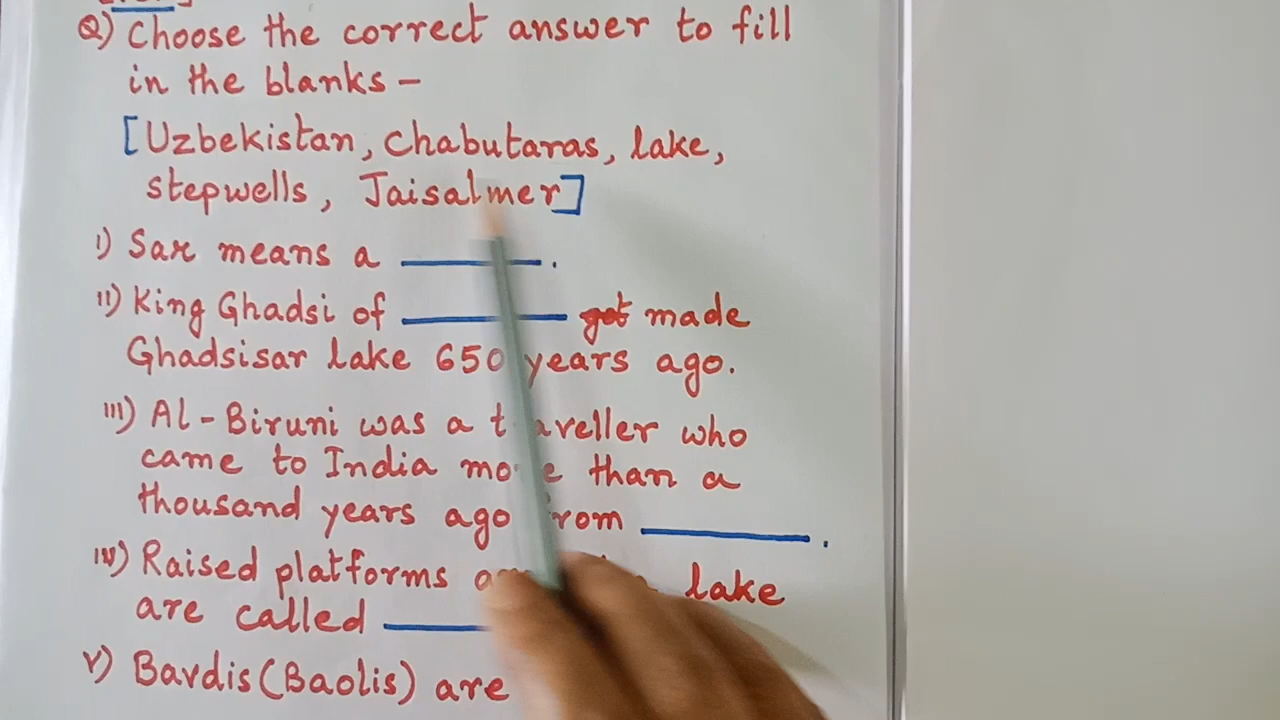 Q) Choose the correct answer to fill
in the blanks –
[Uzbekistan, Chabutaras, lake,
stepwells, Jaisalmer]
i) Sar means a ______.
ii) King Ghadsi of ______ got made
Ghadsisar lake 650 years ago.
iii) Al-Biruni was a traveller who
came to India more than a
thousand years ago from ______.
iv) Raised platforms lake
are called ______
v) Bavdis (Baolis) are